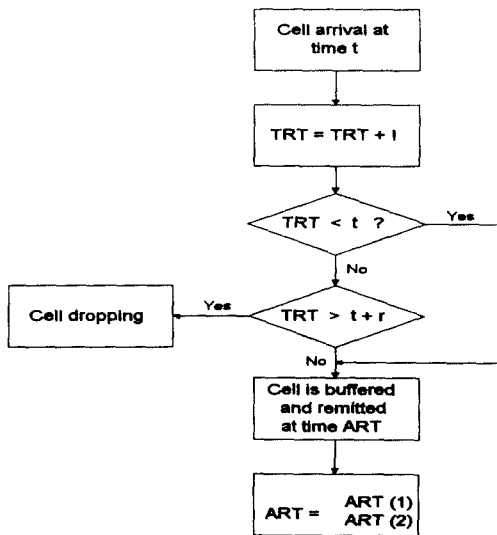 Cell arrival at
time t
TRT = TRT + I
TRT < t ?
Yes
No
Yes
Cell dropping
TRT > t + r
No
Cell is buffered
and remitted
at time ART
ART = ART (1)
ART (2)